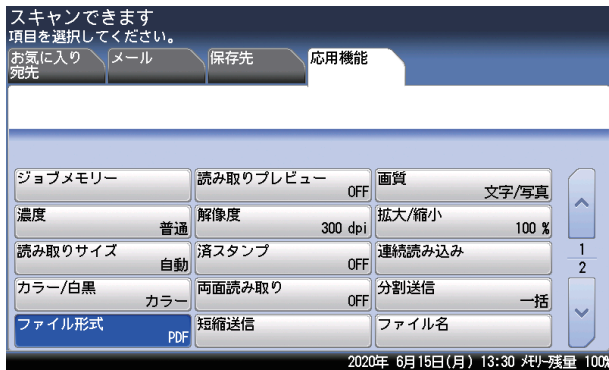 スキャンできます
項目を選択してください。
お気に入り
宛先
メール
保存先
応用機能
ジョブメモリー
読み取りプレビュー
OFF
画質
文字/写真
濃度
普通
解像度
300 dpi
拡大/縮小
100 %
読み取りサイズ
自動
済スタンプ
OFF
連続読み込み
1
2
カラー/白黒
カラー
両面読み取り
OFF
分割送信
一括
ファイル形式
PDF
短縮送信
ファイル名
2020年 6月15日(月) 13:30 ﾒﾓﾘｰ残量 100%